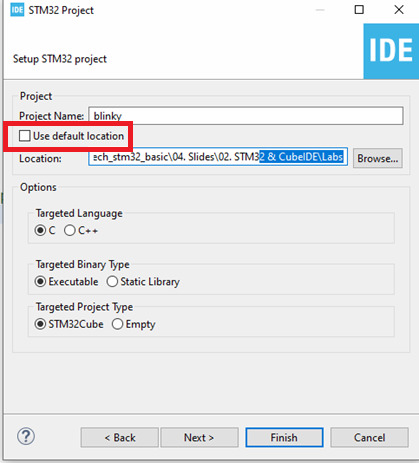 STM32 Project
Setup STM32 project
IDE
Project
Project Name: blinky
Use default location
Location: ech_stm32_basic\04. Slides\02. STM32 & CubeIDE\Labs Browse...
Options
Targeted Language
C C++
Targeted Binary Type
Executable Static Library
Targeted Project Type
STM32Cube Empty
? < Back Next > Finish Cancel